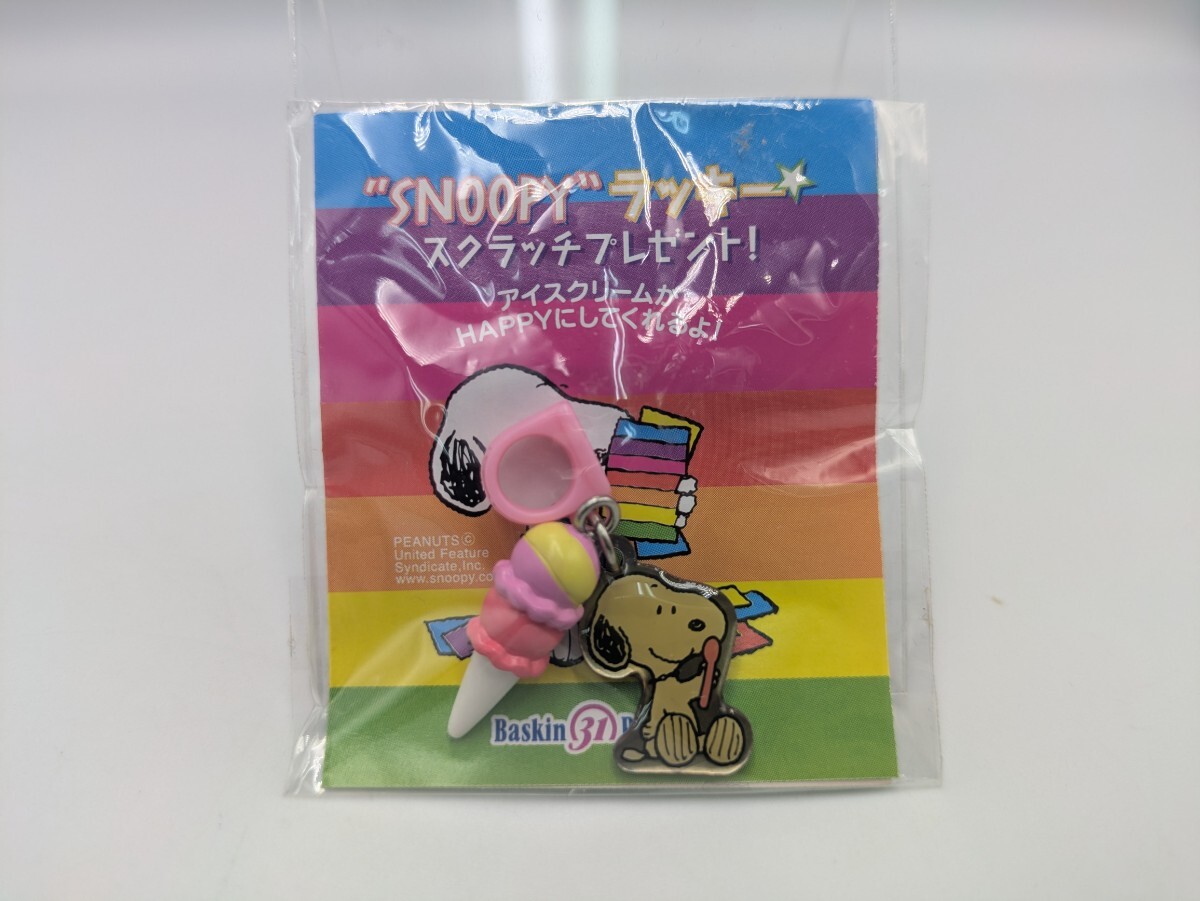 "SNOOPY" ラッキー☆
スクラッチプレゼント!
アイスクリームが
HAPPYにしてくれるよ!
PEANUTS©
United Feature
Syndicate,Inc.
www.snoopy.co
Baskin 31